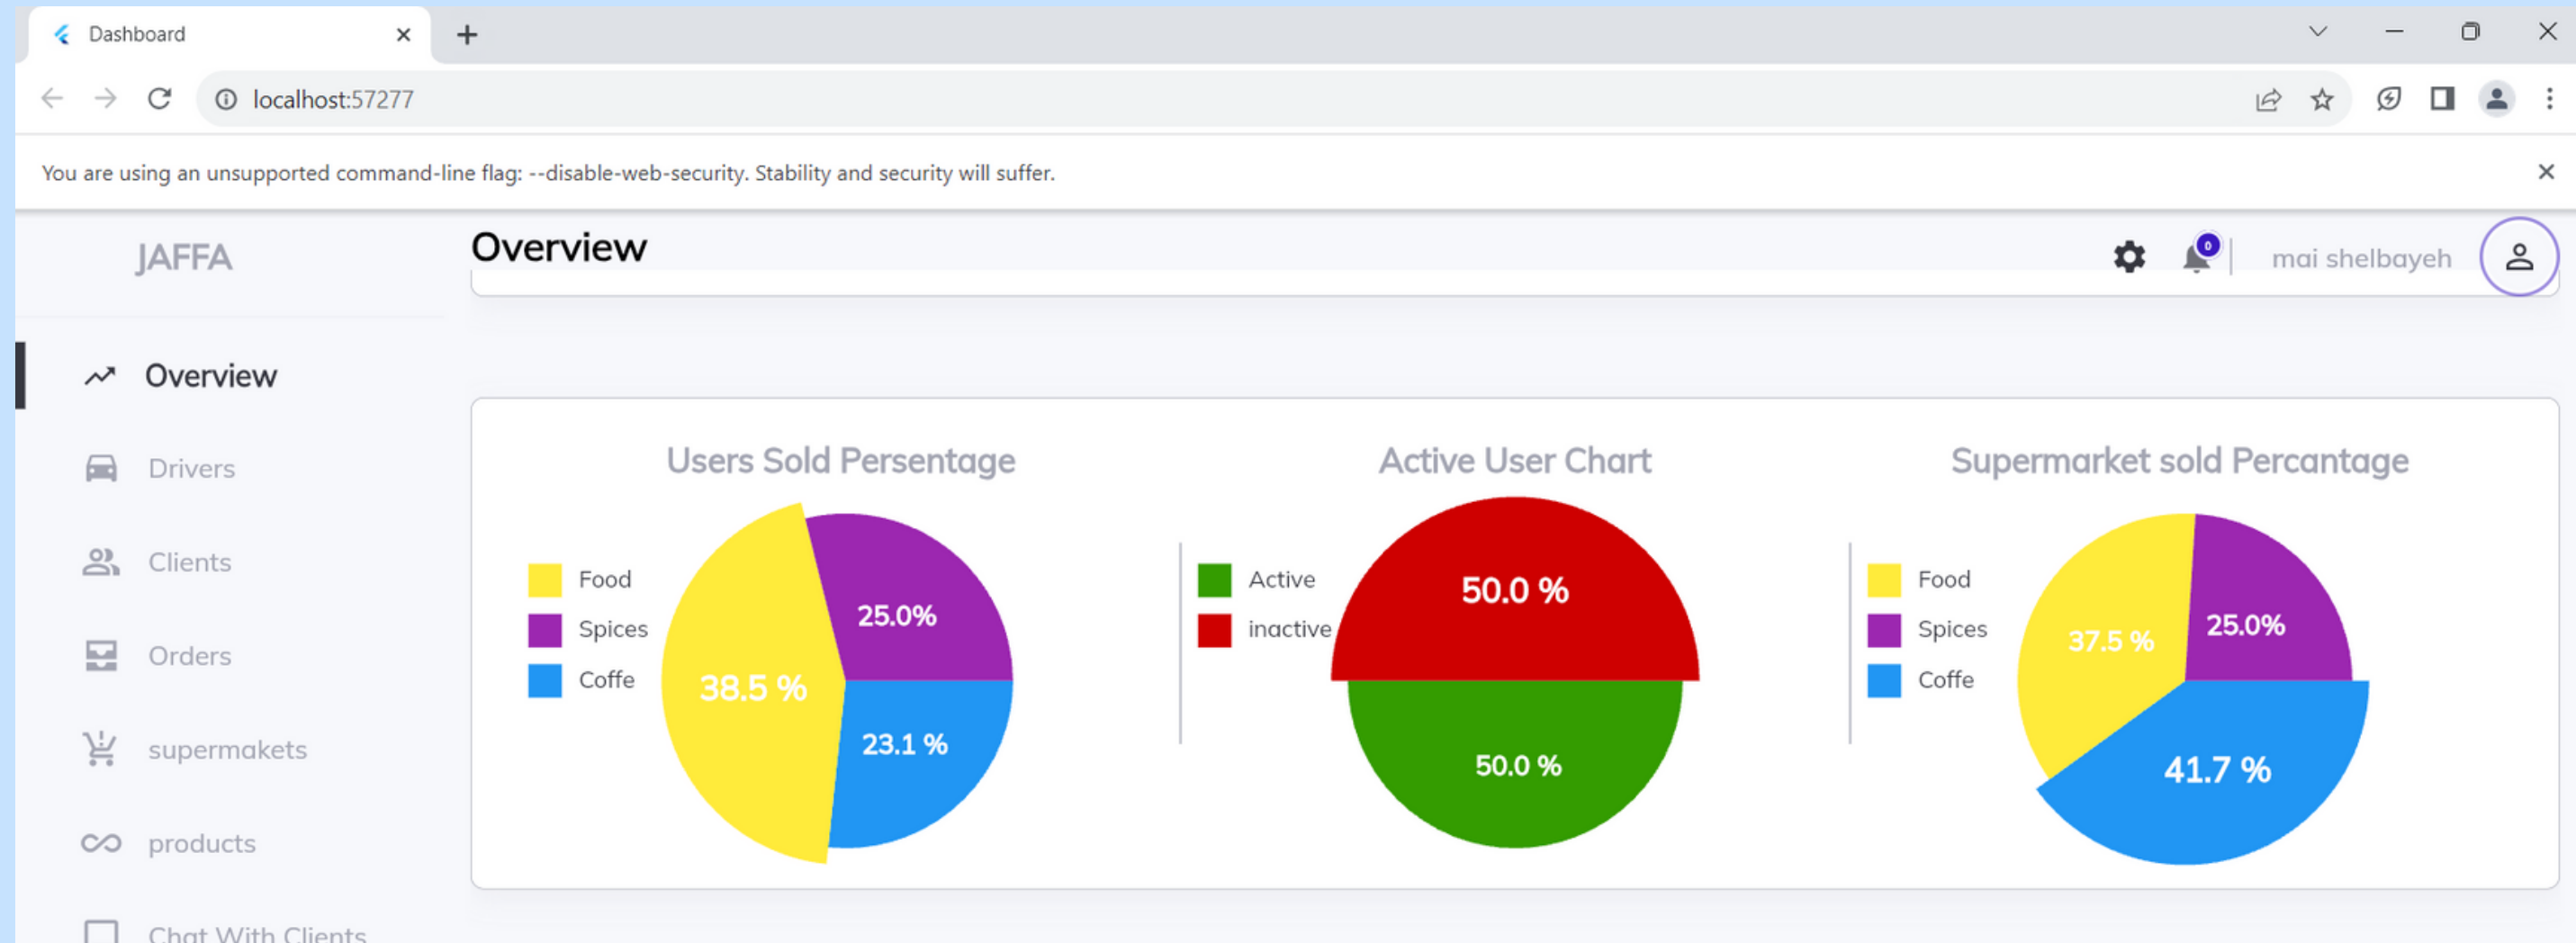 Dashboard
localhost:57277
You are using an unsupported command-line flag: --disable-web-security. Stability and security will suffer.
JAFFA
Overview
0
mai shelbayeh
Overview
Drivers
Clients
Orders
supermakets
products
Chat With Clients
Users Sold Persentage
Food
Spices
Coffe
25.0%
38.5 %
23.1 %
Active User Chart
Active
inactive
50.0 %
50.0 %
Supermarket sold Percantage
Food
Spices
Coffe
37.5 %
25.0%
41.7 %